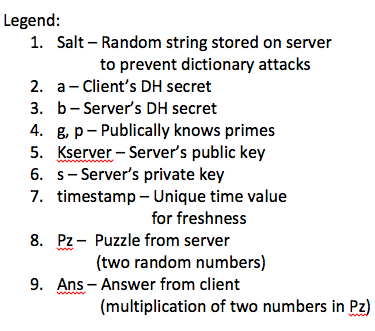 Legend:
1. Salt – Random string stored on server
to prevent dictionary attacks
2. a – Client's DH secret
3. b – Server's DH secret
4. g, p – Publically knows primes
5. Kserver – Server's public key
6. s – Server's private key
7. timestamp – Unique time value
for freshness
8. Pz – Puzzle from server
(two random numbers)
9. Ans – Answer from client
(multiplication of two numbers in Pz)